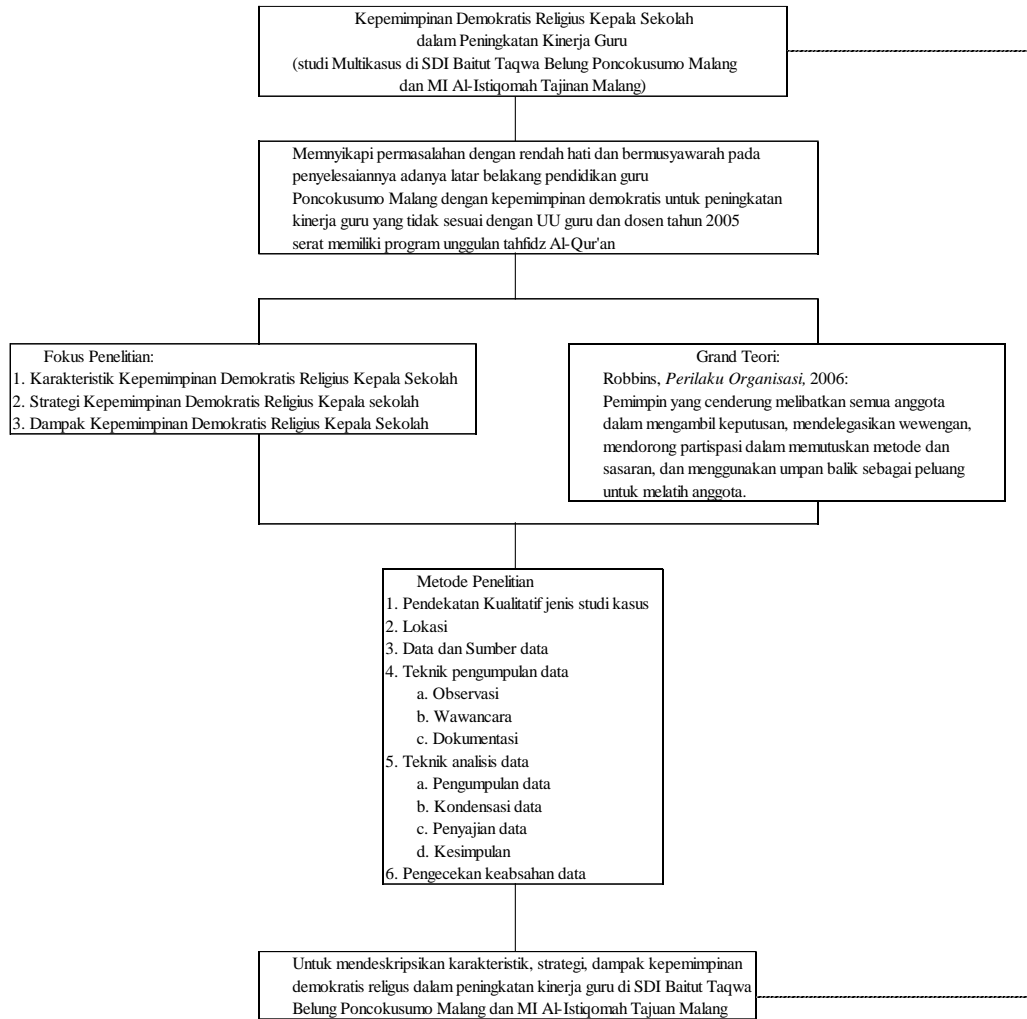 Kepemimpinan Demokratis Religius Kepala Sekolah
dalam Peningkatan Kinerja Guru
(studi Multikasus di SDI Baitut Taqwa Belung Poncokusumo Malang
dan MI Al-Istiqomah Tajinan Malang)
Memnyikapi permasalahan dengan rendah hati dan bermusyawarah pada
penyelesaiannya adanya latar belakang pendidikan guru
Poncokusumo Malang dengan kepemimpinan demokratis untuk peningkatan
kinerja guru yang tidak sesuai dengan UU guru dan dosen tahun 2005
serat memiliki program unggulan tahfidz Al-Qur'an
Fokus Penelitian:
1. Karakteristik Kepemimpinan Demokratis Religius Kepala Sekolah
2. Strategi Kepemimpinan Demokratis Religius Kepala sekolah
3. Dampak Kepemimpinan Demokratis Religius Kepala Sekolah
Grand Teori:
Robbins, Perilaku Organisasi, 2006:
Pemimpin yang cenderung melibatkan semua anggota
dalam mengambil keputusan, mendelegasikan wewengan,
mendorong partispasi dalam memutuskan metode dan
sasaran, dan menggunakan umpan balik sebagai peluang
untuk melatih anggota.
Metode Penelitian
1. Pendekatan Kualitatif jenis studi kasus
2. Lokasi
3. Data dan Sumber data
4. Teknik pengumpulan data
a. Observasi
b. Wawancara
c. Dokumentasi
5. Teknik analisis data
a. Pengumpulan data
b. Kondensasi data
c. Penyajian data
d. Kesimpulan
6. Pengecekan keabsahan data
Untuk mendeskripsikan karakteristik, strategi, dampak kepemimpinan
demokratis religus dalam peningkatan kinerja guru di SDI Baitut Taqwa
Belung Poncokusumo Malang dan MI Al-Istiqomah Tajuan Malang